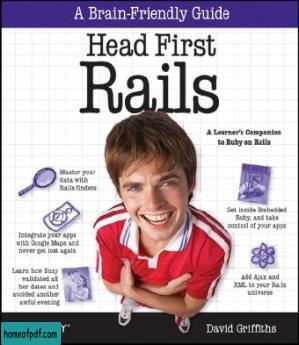 A Brain-Friendly Guide
Head First
Rails
A Learner's Companion
to Ruby on Rails
Master your
data with
Rails finders
Get inside Embedded
Ruby, and take
control of your apps
Integrate your apps
with Google Maps and
never get lost again
Learn how Suzy
validated all
her dates and
avoided another
awful evening
Add Ajax and
XML to your Rails
universe
homeofpdf.com
David Griffiths